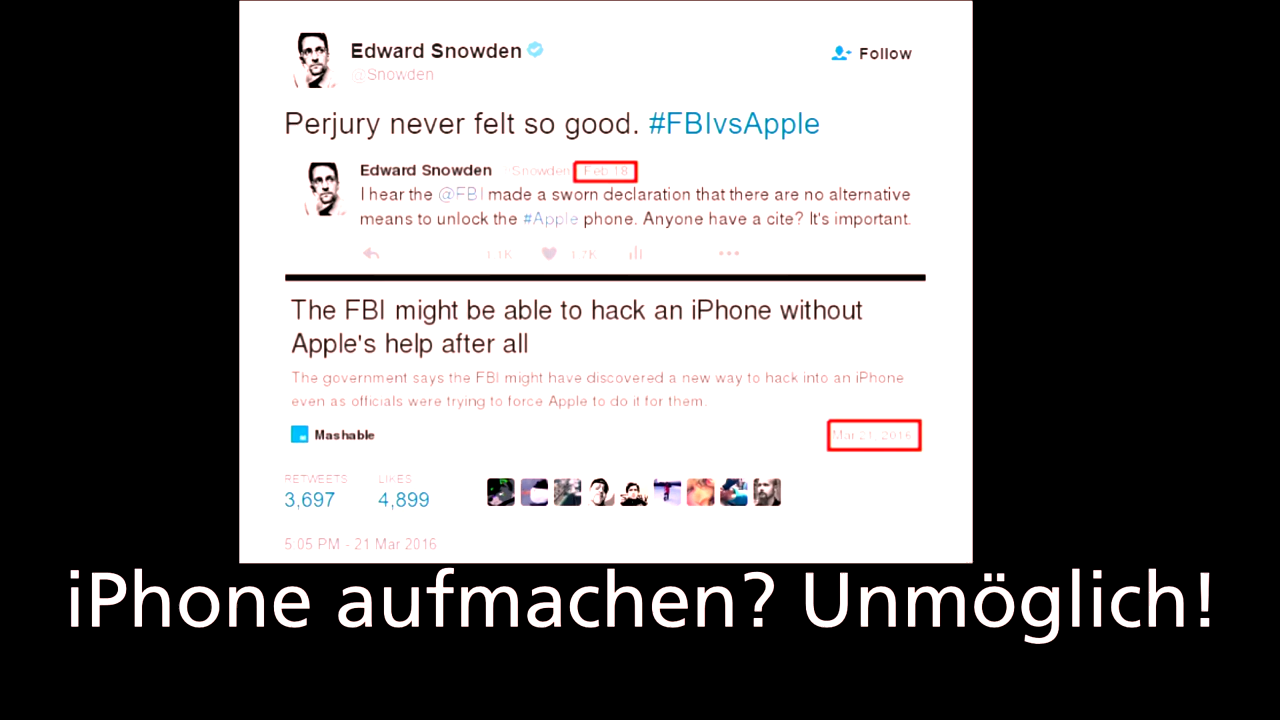 Edward Snowden
@Snowden
Follow
Perjury never felt so good. #FBIvsApple
Edward Snowden Snowden Feb 18
I hear the @FBI made a sworn declaration that there are no alternative
means to unlock the #Apple phone. Anyone have a cite? It's important.
1.1K 1.7K
The FBI might be able to hack an iPhone without
Apple's help after all
The government says the FBI might have discovered a new way to hack into an iPhone
even as officials were trying to force Apple to do it for them.
Mashable
Mar 21, 2016
RETWEETS LIKES
3,697 4,899
5:05 PM - 21 Mar 2016
iPhone aufmachen? Unmöglich!